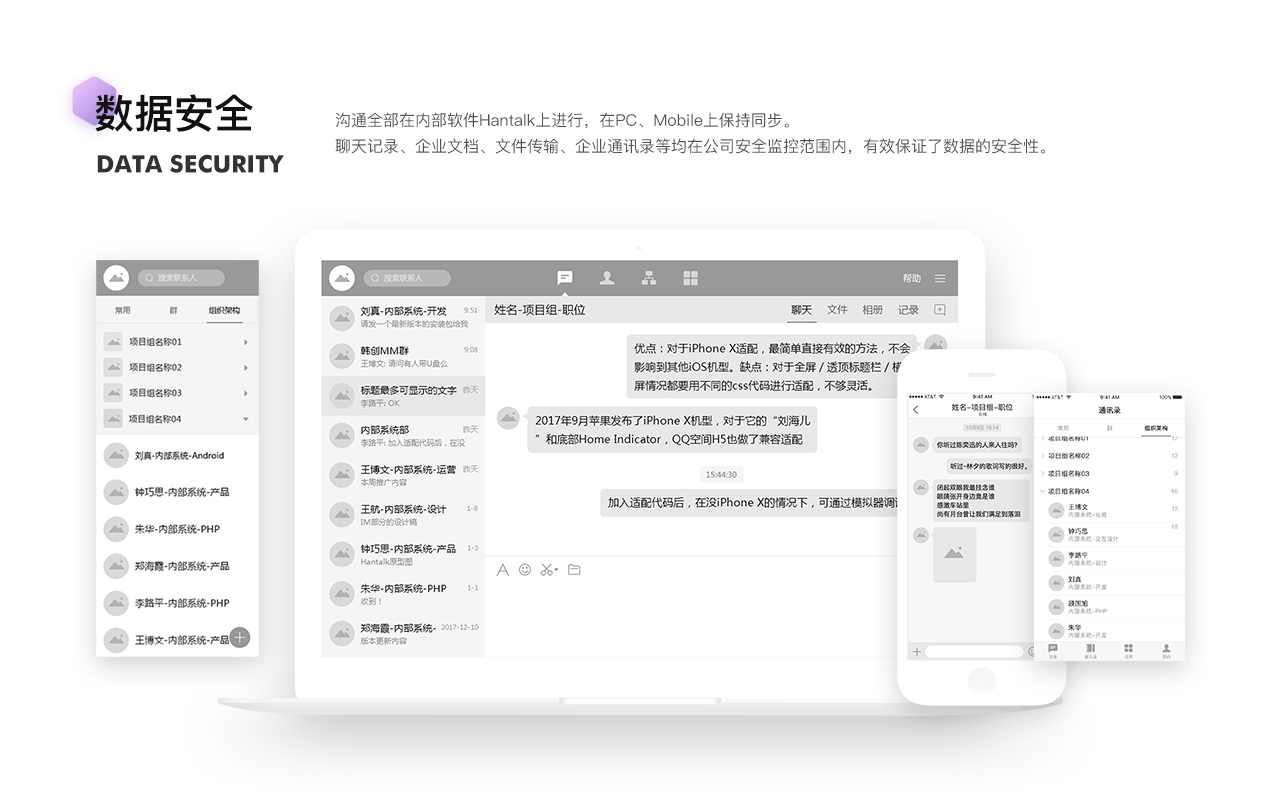 数据安全
DATA SECURITY
沟通全部在内部软件Hantalk上进行，在PC、Mobile上保持同步。
聊天记录、企业文档、文件传输、企业通讯录等均在公司安全监控范围内，有效保证了数据的安全性。
搜索联系人
常用 群 组织架构
项目组名称01
项目组名称02
项目组名称03
项目组名称04
刘真-内部系统-Android
钟巧思-内部系统-产品
朱华-内部系统-PHP
郑海霞-内部系统-产品
李路平-内部系统-PHP
王博文-内部系统-产品
搜索联系人
帮助
刘真-内部系统-开发 9:51
请发一个最新版本的安装包给我
韩创MM群 9:08
王博文: 请问有人带U盘么
标题最多可显示的文字 昨天
李路平: OK
内部系统部 昨天
李路平: 加入适配代码后，在没
王博文-内部系统-运营 昨天
本周推广内容
王航-内部系统-设计 1-8
IM部分的设计稿
钟巧思-内部系统-产品 1-3
Hantalk原型图
朱华-内部系统-PHP 1-1
收到！
郑海霞-内部系统- 2017-12-10
版本更新内容
姓名-项目组-职位
聊天 文件 相册 记录
优点：对于iPhone X适配，最简单直接有效的方法，不会
影响到其他iOS机型。缺点：对于全屏 / 透顶标题栏 / 横
屏情况都要用不同的css代码进行适配，不够灵活。
2017年9月苹果发布了iPhone X机型，对于它的“刘海儿
”和底部Home Indicator，QQ空间H5也做了兼容适配
15:44:30
加入适配代码后，在没iPhone X的情况下，可通过模拟器调
AT&T 9:41 AM
姓名-项目组-职位
在线
10月9日 18:14
你听过陈奕迅的人来人往吗?
听过~林夕的歌词写的很好。
闭起双眼我最挂念谁
眼睛张开身边竟是谁
感激车站里
尚有月台曾让我们满足到落泪
AT&T 9:41 AM 100%
通讯录
常用 群 组织架构
项目组名称01 12
项目组名称02 12
项目组名称03 9
项目组名称04 46
王博文 12
内部系统-运营
钟巧思 18
内部系统-交互设计
李路平
内部系统-设计
刘真
内部系统-开发
顾国旭
内部系统-PHP
朱华
内部系统-开发